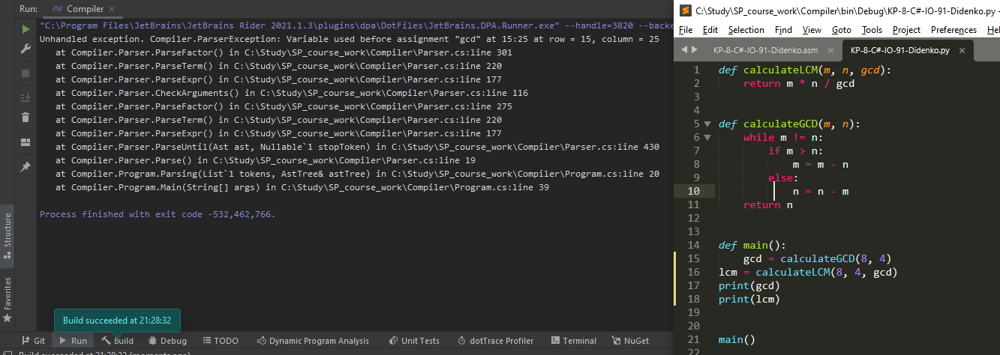 Run:
Compiler
"C:\Program Files\JetBrains\JetBrains Rider 2021.1.3\plugins\dpa\DotFiles\JetBrains.DPA.Runner.exe" --handle=3820 --backe
Unhandled exception. Compiler.ParserException: Variable used before assignment "gcd" at 15:25 at row = 15, column = 25
at Compiler.Parser.ParseFactor() in C:\Study\SP_course_work\Compiler\Parser.cs:line 301
at Compiler.Parser.ParseTerm() in C:\Study\SP_course_work\Compiler\Parser.cs:line 220
at Compiler.Parser.ParseExpr() in C:\Study\SP_course_work\Compiler\Parser.cs:line 177
at Compiler.Parser.CheckArguments() in C:\Study\SP_course_work\Compiler\Parser.cs:line 116
at Compiler.Parser.ParseFactor() in C:\Study\SP_course_work\Compiler\Parser.cs:line 275
at Compiler.Parser.ParseTerm() in C:\Study\SP_course_work\Compiler\Parser.cs:line 220
at Compiler.Parser.ParseExpr() in C:\Study\SP_course_work\Compiler\Parser.cs:line 177
at Compiler.Parser.ParseUntil(Ast ast, Nullable`1 stopToken) in C:\Study\SP_course_work\Compiler\Parser.cs:line 430
at Compiler.Parser.Parse() in C:\Study\SP_course_work\Compiler\Parser.cs:line 19
at Compiler.Program.Parsing(List`1 tokens, AstTree& astTree) in C:\Study\SP_course_work\Compiler\Program.cs:line 20
at Compiler.Program.Main(String[] args) in C:\Study\SP_course_work\Compiler\Program.cs:line 39
Process finished with exit code -532,462,766.
Structure
Favorites
Build succeeded at 21:28:32
Git
Run
Build
Debug
TODO
Dynamic Program Analysis
Unit Tests
dotTrace Profiler
Terminal
NuGet
Build succeeded at 21:28:32 (moments ago)
C:\Study\SP_course_work\Compiler\bin\Debug\KP-8-C#-IO-91-Didenko.py -
File Edit Selection Find View Goto Tools Project Preferences Help
KP-8-C#-IO-91-Didenko.asm
KP-8-C#-IO-91-Didenko.py
1 def calculateLCM(m, n, gcd):
2 return m * n / gcd
3
4
5 def calculateGCD(m, n):
6 while m != n:
7 if m > n:
8 m = m - n
9 else:
10 n = n - m
11 return n
12
13
14 def main():
15 gcd = calculateGCD(8, 4)
16 lcm = calculateLCM(8, 4, gcd)
17 print(gcd)
18 print(lcm)
19
20
21 main()
22